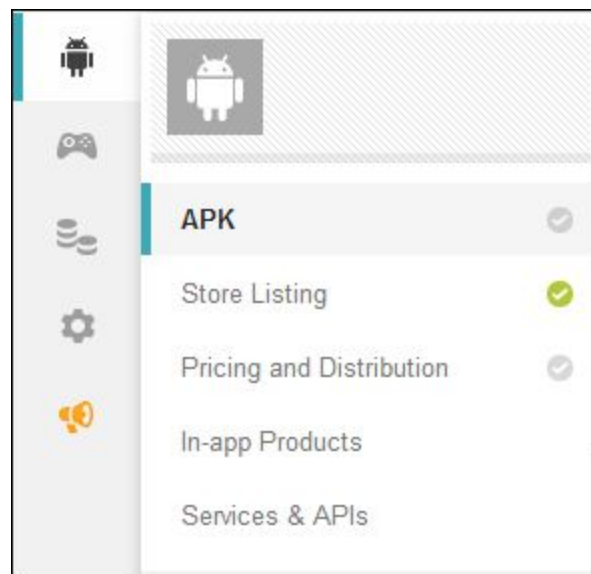 APK
Store Listing
Pricing and Distribution
In-app Products
Services & APIs